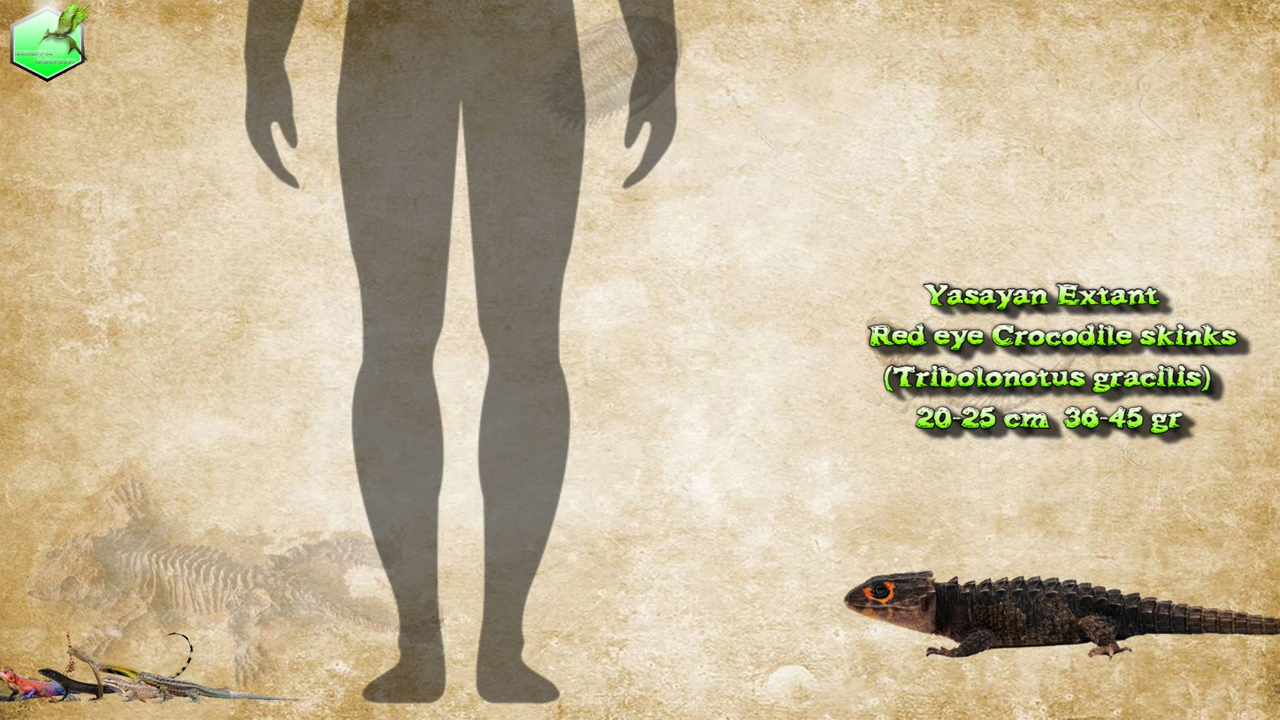 Yasayan Extant
Red eye Crocodile skinks
(Tribolonotus gracilis)
20-25 cm 36-45 gr